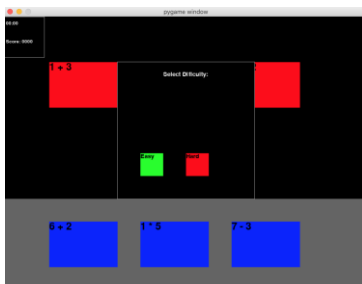 pygame window
00:00
Score: 0000
1 + 3
Select Difficulty:
Easy
Hard
6 + 2
1 * 5
7 - 3